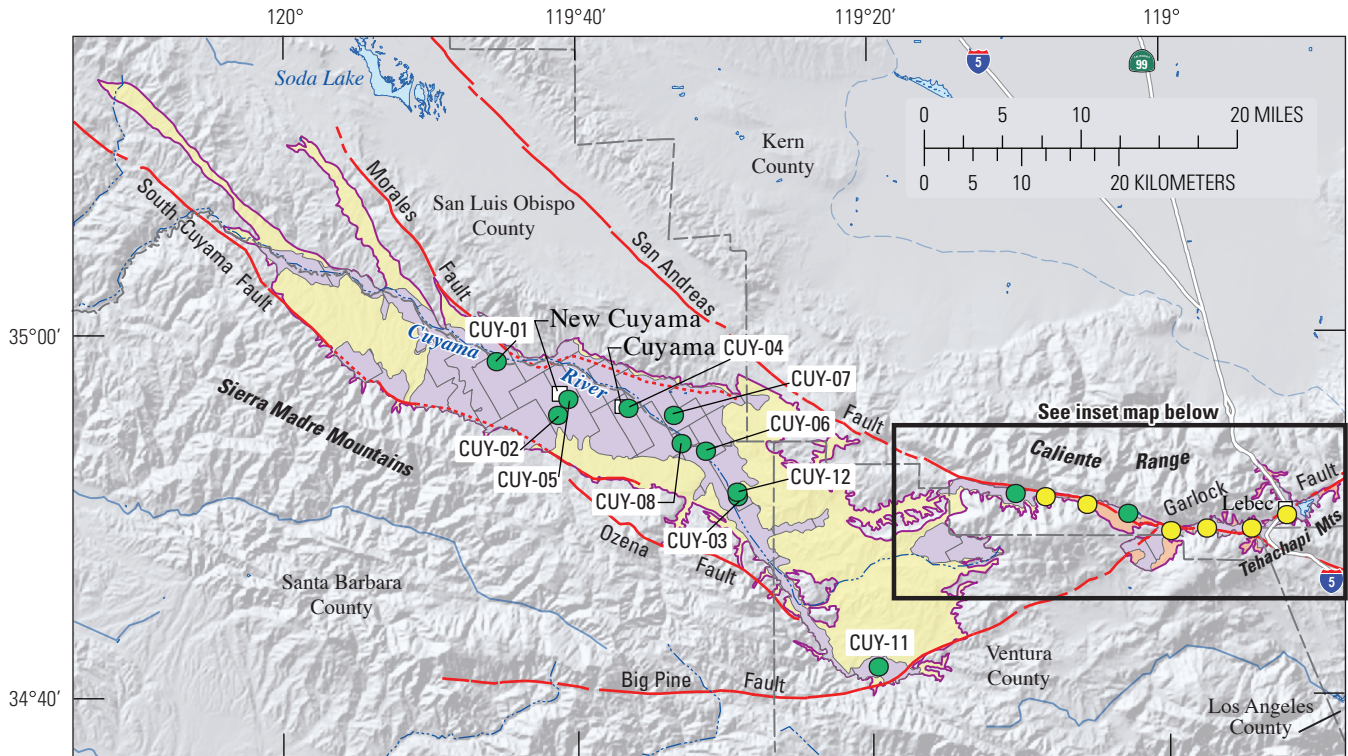 120°
119°40′
119°20′
119°
Soda Lake
5
99
0 5 10 20 MILES
0 5 10 20 KILOMETERS
Kern
County
Morales
Fault
San Luis Obispo
County
South Cuyama Fault
San Andreas
Fault
35°00′
CUY-01
New Cuyama
Cuyama
Cuyama
River
CUY-04
CUY-07
Sierra Madre Mountains
CUY-02
CUY-05
CUY-06
CUY-08
CUY-12
CUY-03
See inset map below
Caliente Range
Garlock
Fault
Lebec
Tehachapi Mts
5
Ozena
Fault
Santa Barbara
County
CUY-11
Ventura
County
Big Pine Fault
34°40′
Los Angeles
County